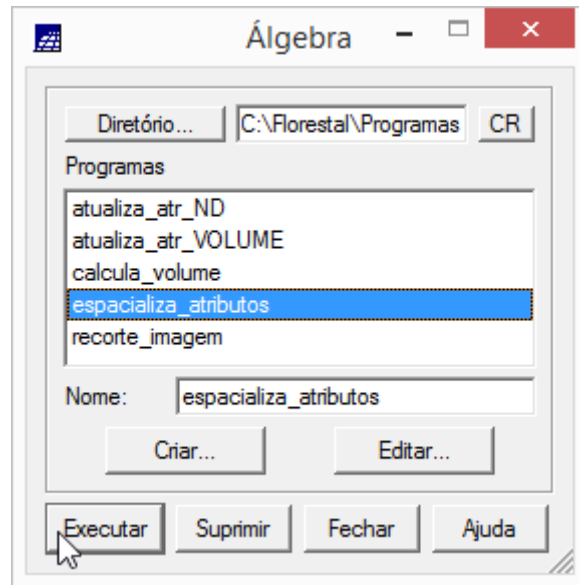 Álgebra
Diretório... C:\Florestal\Programas CR
Programas
atualiza_atr_ND
atualiza_atr_VOLUME
calcula_volume
espacializa_atributos
recorte_imagem
Nome: espacializa_atributos
Criar... Editar...
Executar Suprimir Fechar Ajuda